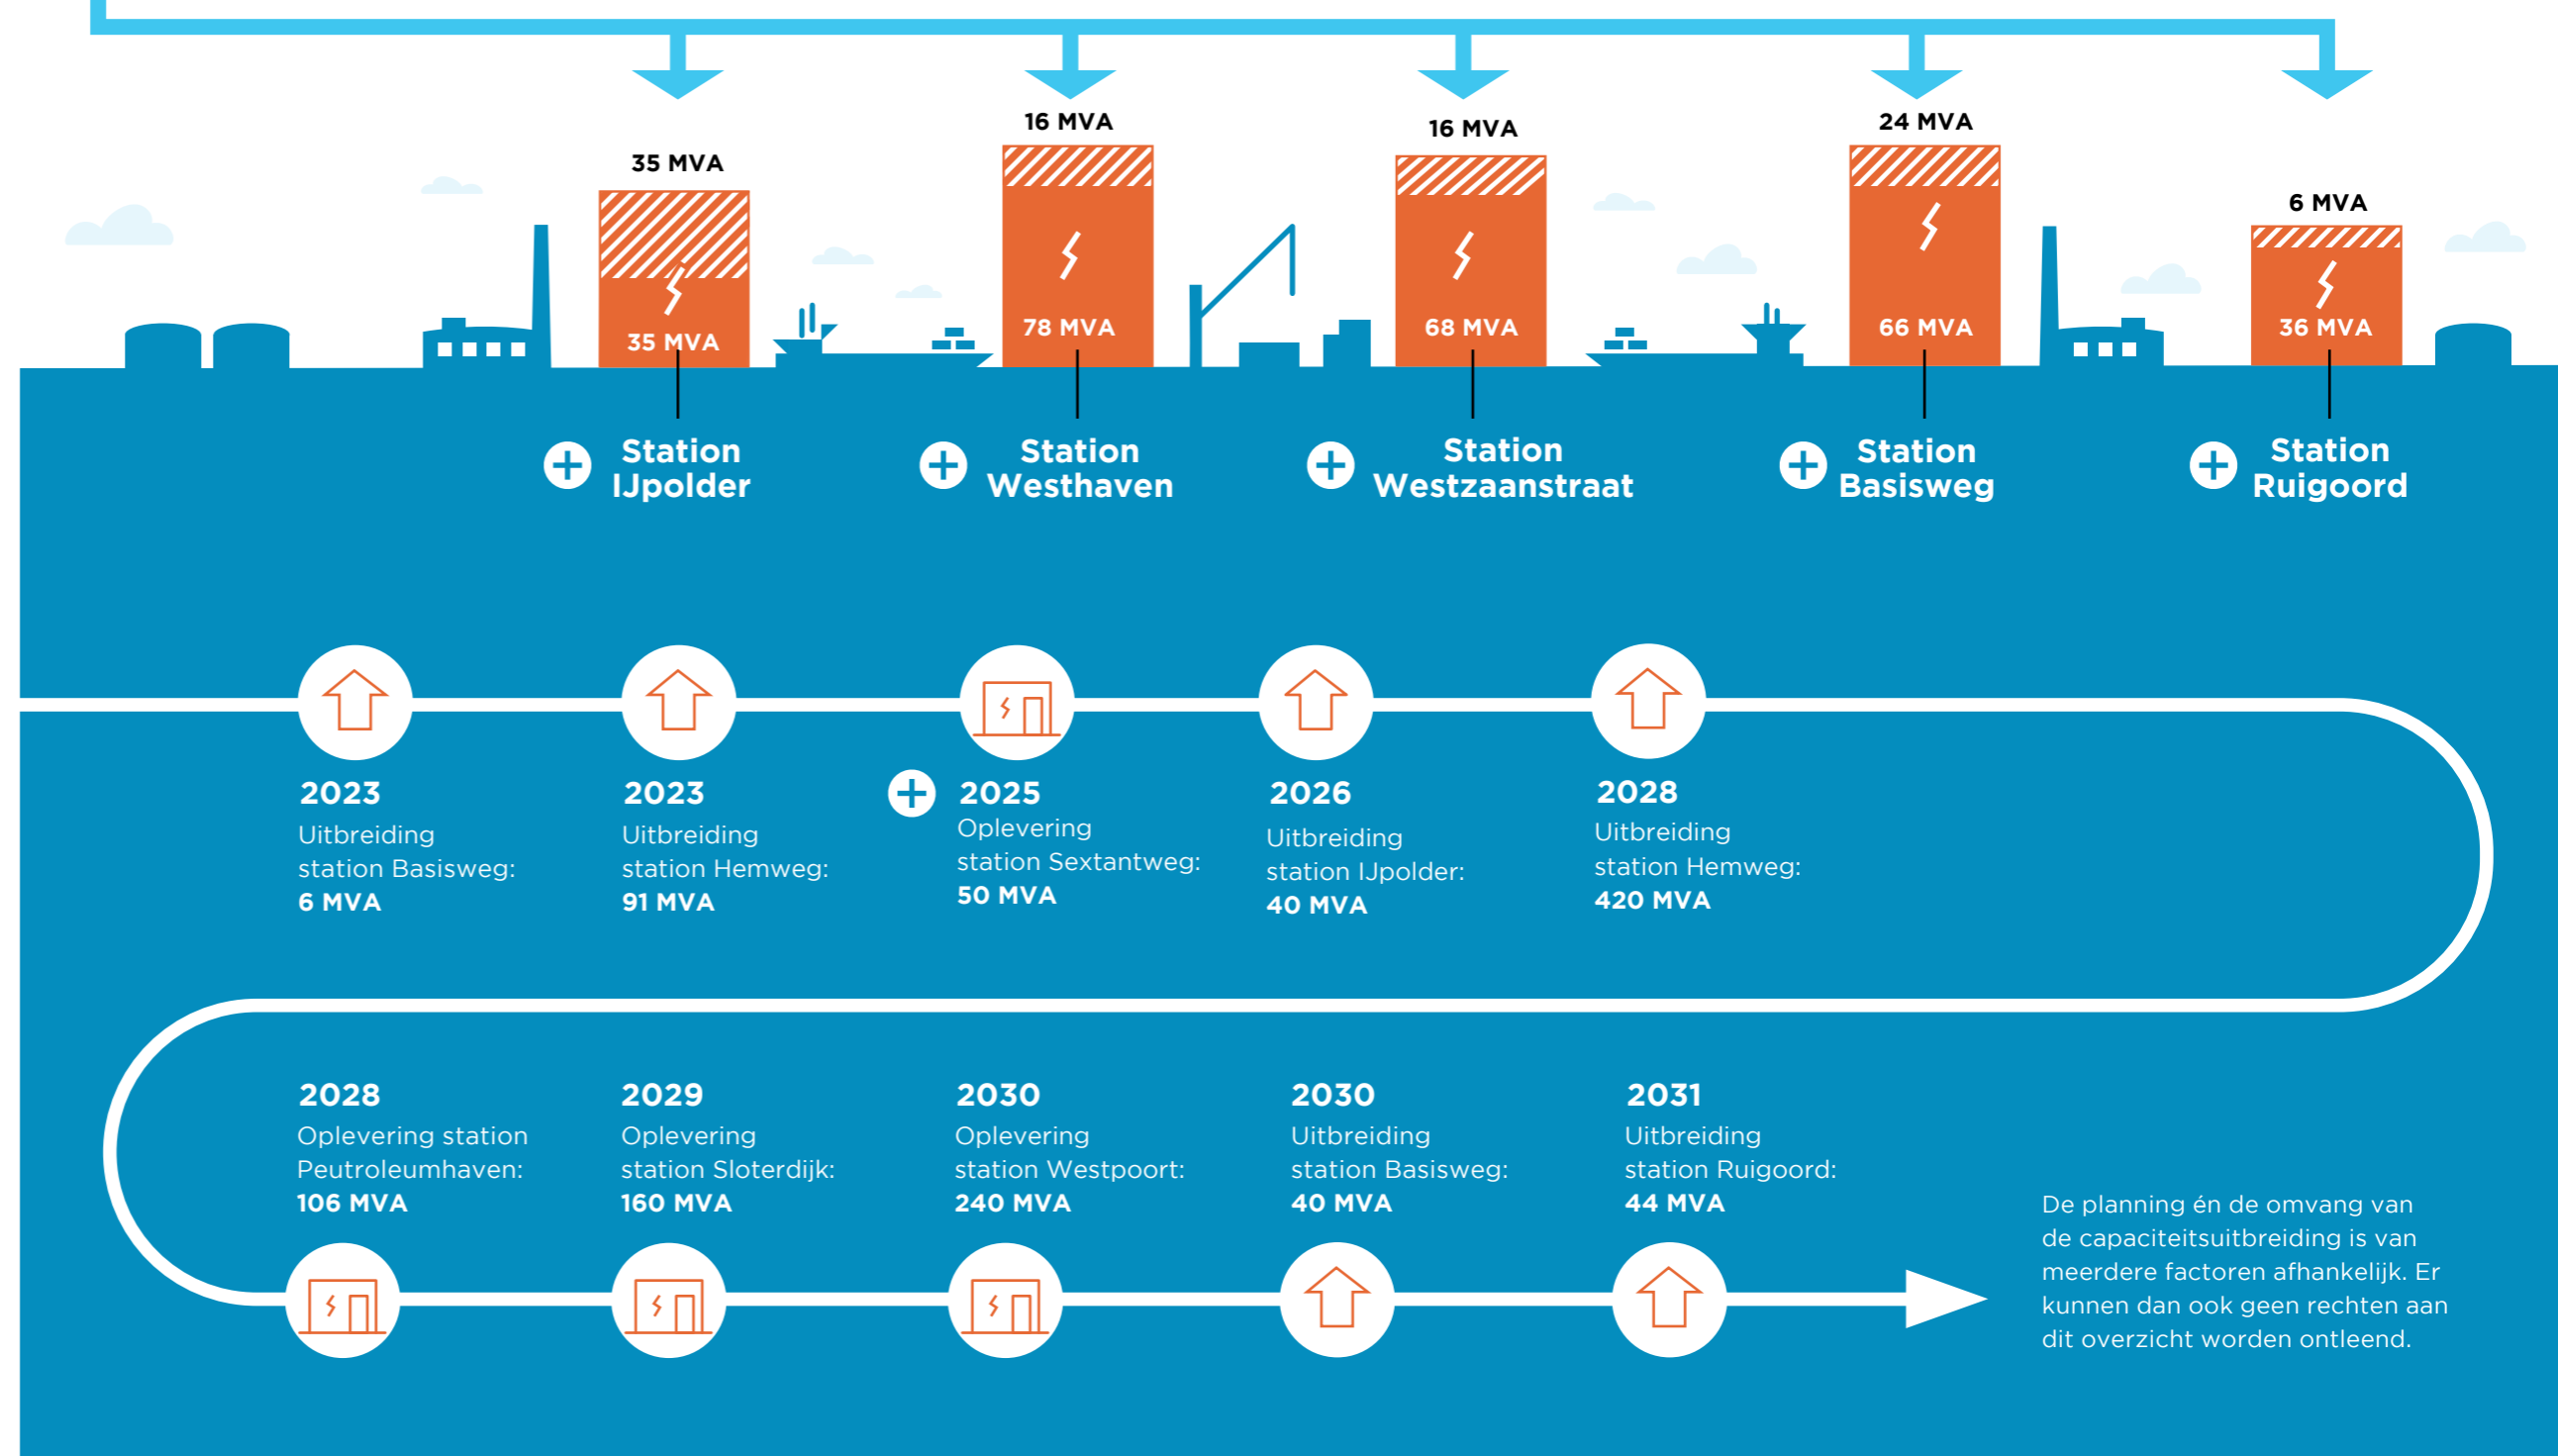 35 MVA
16 MVA
16 MVA
24 MVA
6 MVA
35 MVA
78 MVA
68 MVA
66 MVA
36 MVA
Station
IJpolder
Station
Westhaven
Station
Westzaanstraat
Station
Basisweg
Station
Ruigoord
2023
Uitbreiding
station Basisweg:
6 MVA
2023
Uitbreiding
station Hemweg:
91 MVA
2025
Oplevering
station Sextantweg:
50 MVA
2026
Uitbreiding
station IJpolder:
40 MVA
2028
Uitbreiding
station Hemweg:
420 MVA
2028
Oplevering station
Peutroleumhaven:
106 MVA
2029
Oplevering
station Sloterdijk:
160 MVA
2030
Oplevering
station Westpoort:
240 MVA
2030
Uitbreiding
station Basisweg:
40 MVA
2031
Uitbreiding
station Ruigoord:
44 MVA
De planning én de omvang van
de capaciteitsuitbreiding is van
meerdere factoren afhankelijk. Er
kunnen dan ook geen rechten aan
dit overzicht worden ontleend.